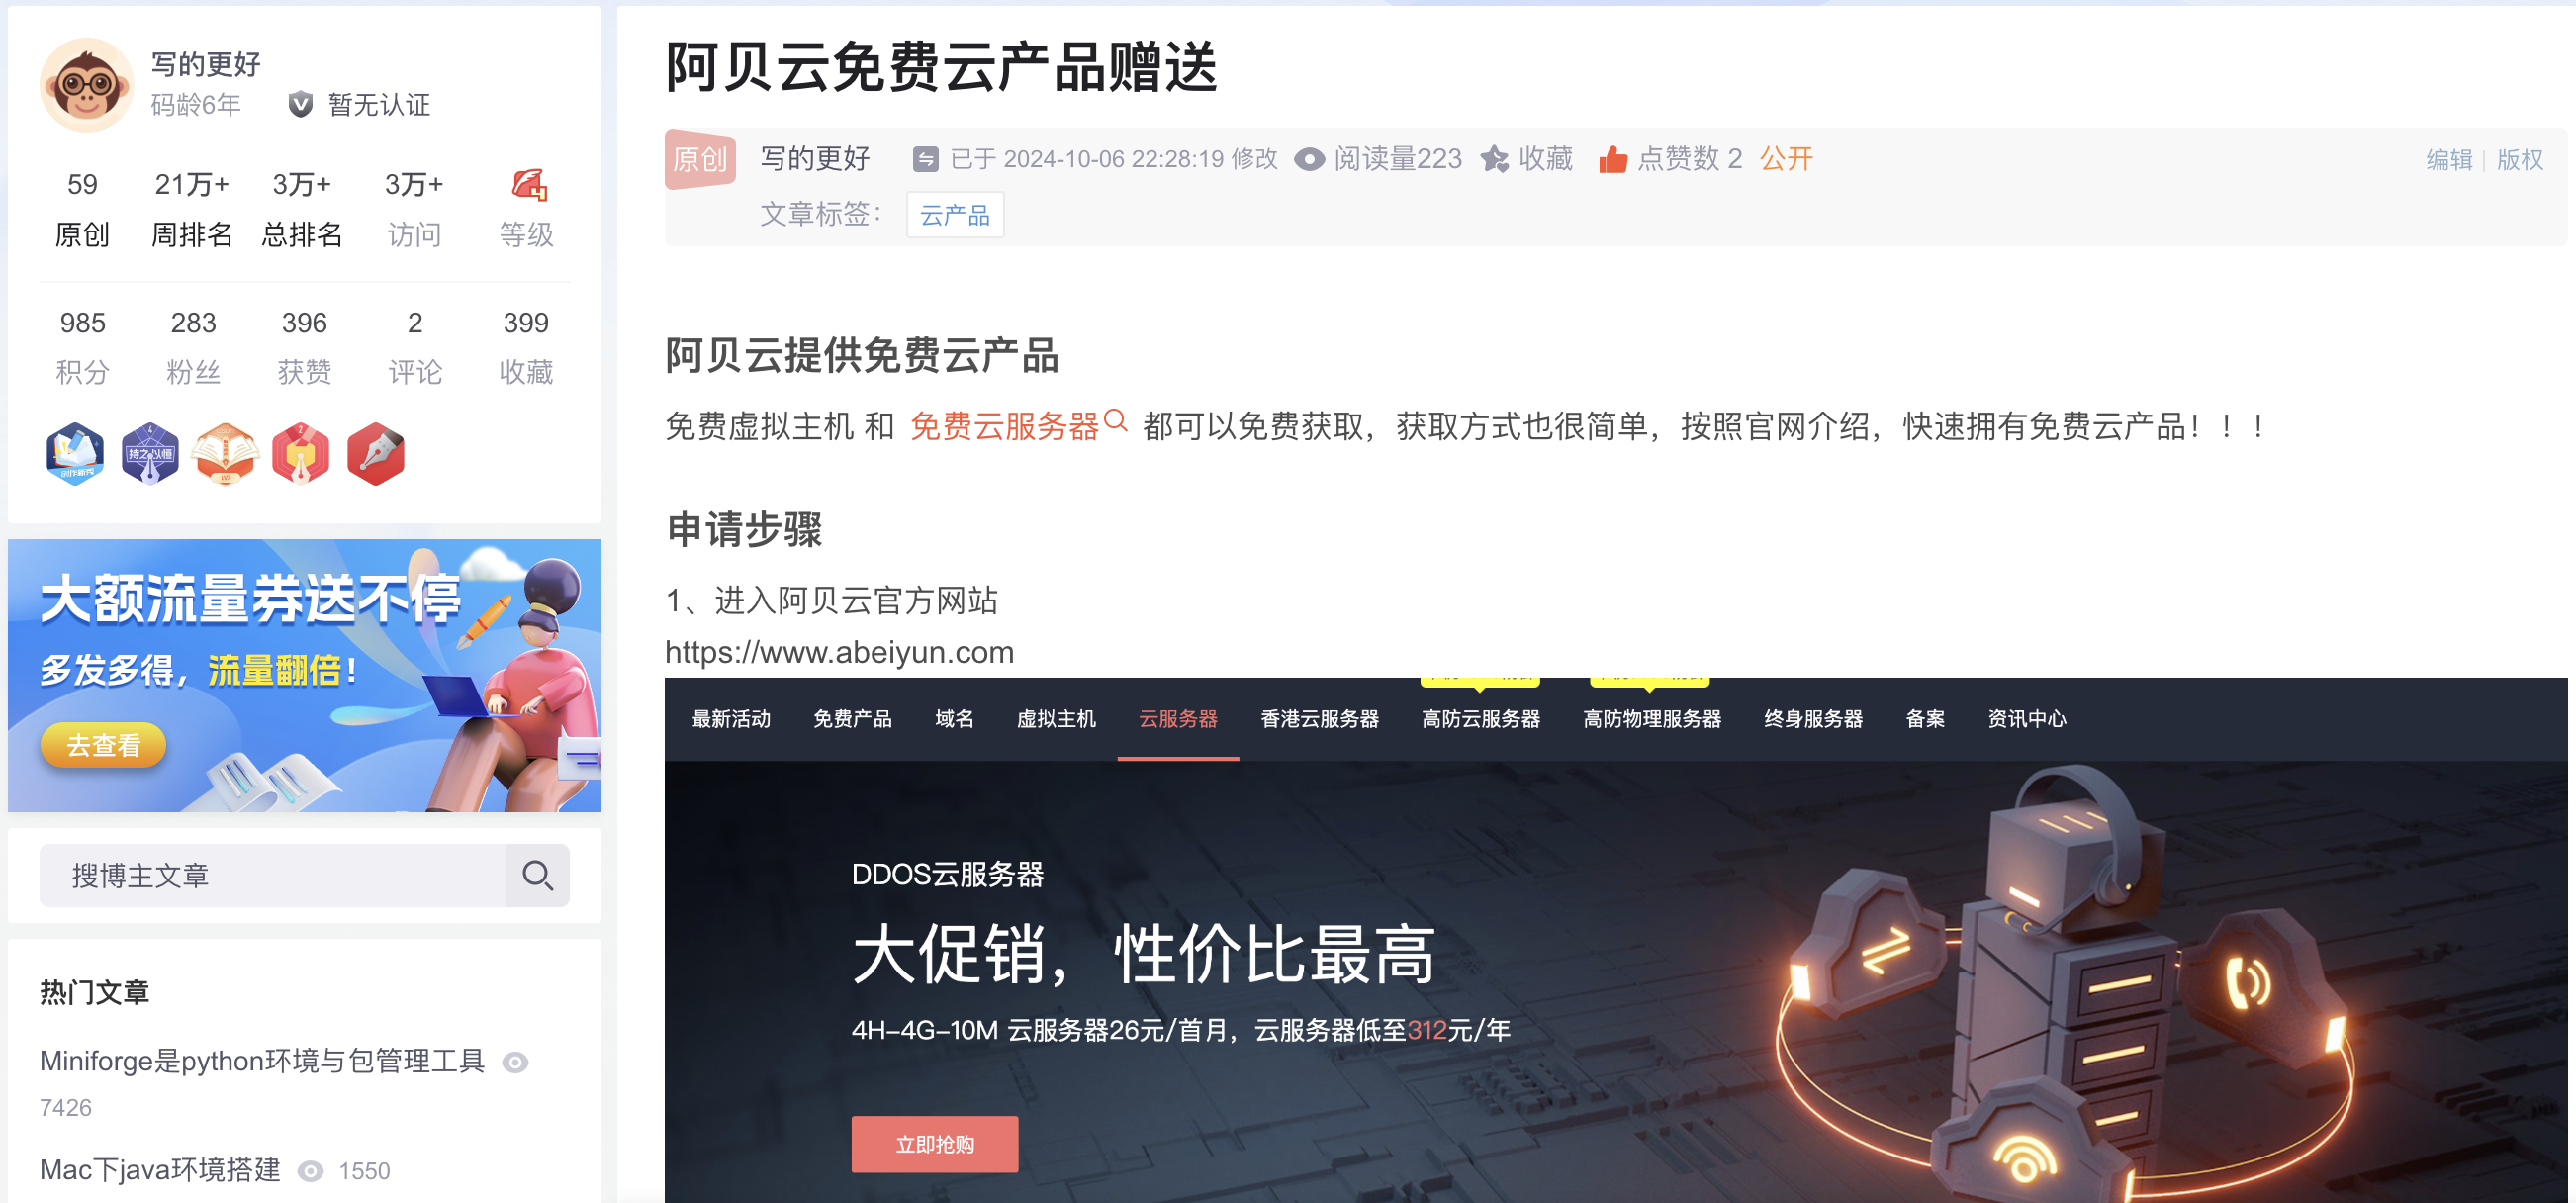 写的更好
码龄6年 暂无认证
59 21万+ 3万+ 3万+
原创 周排名 总排名 访问 等级
985 283 396 2 399
积分 粉丝 获赞 评论 收藏
持之以恒
大额流量券送不停
多发多得，流量翻倍！
去查看
搜博主文章
热门文章
Miniforge是python环境与包管理工具
7426
Mac下java环境搭建 1550
阿贝云免费云产品赠送
原创 写的更好 已于 2024-10-06 22:28:19 修改 阅读量223 收藏 点赞数 2 公开 编辑 版权
文章标签： 云产品
阿贝云提供免费云产品
免费虚拟主机 和 免费云服务器 都可以免费获取，获取方式也很简单，按照官网介绍，快速拥有免费云产品！！！
申请步骤
1、进入阿贝云官方网站
https://www.abeiyun.com
最新活动 免费产品 域名 虚拟主机 云服务器 香港云服务器 高防云服务器 高防物理服务器 终身服务器 备案 资讯中心
DDOS云服务器
大促销，性价比最高
4H-4G-10M 云服务器26元/首月，云服务器低至312元/年
立即抢购